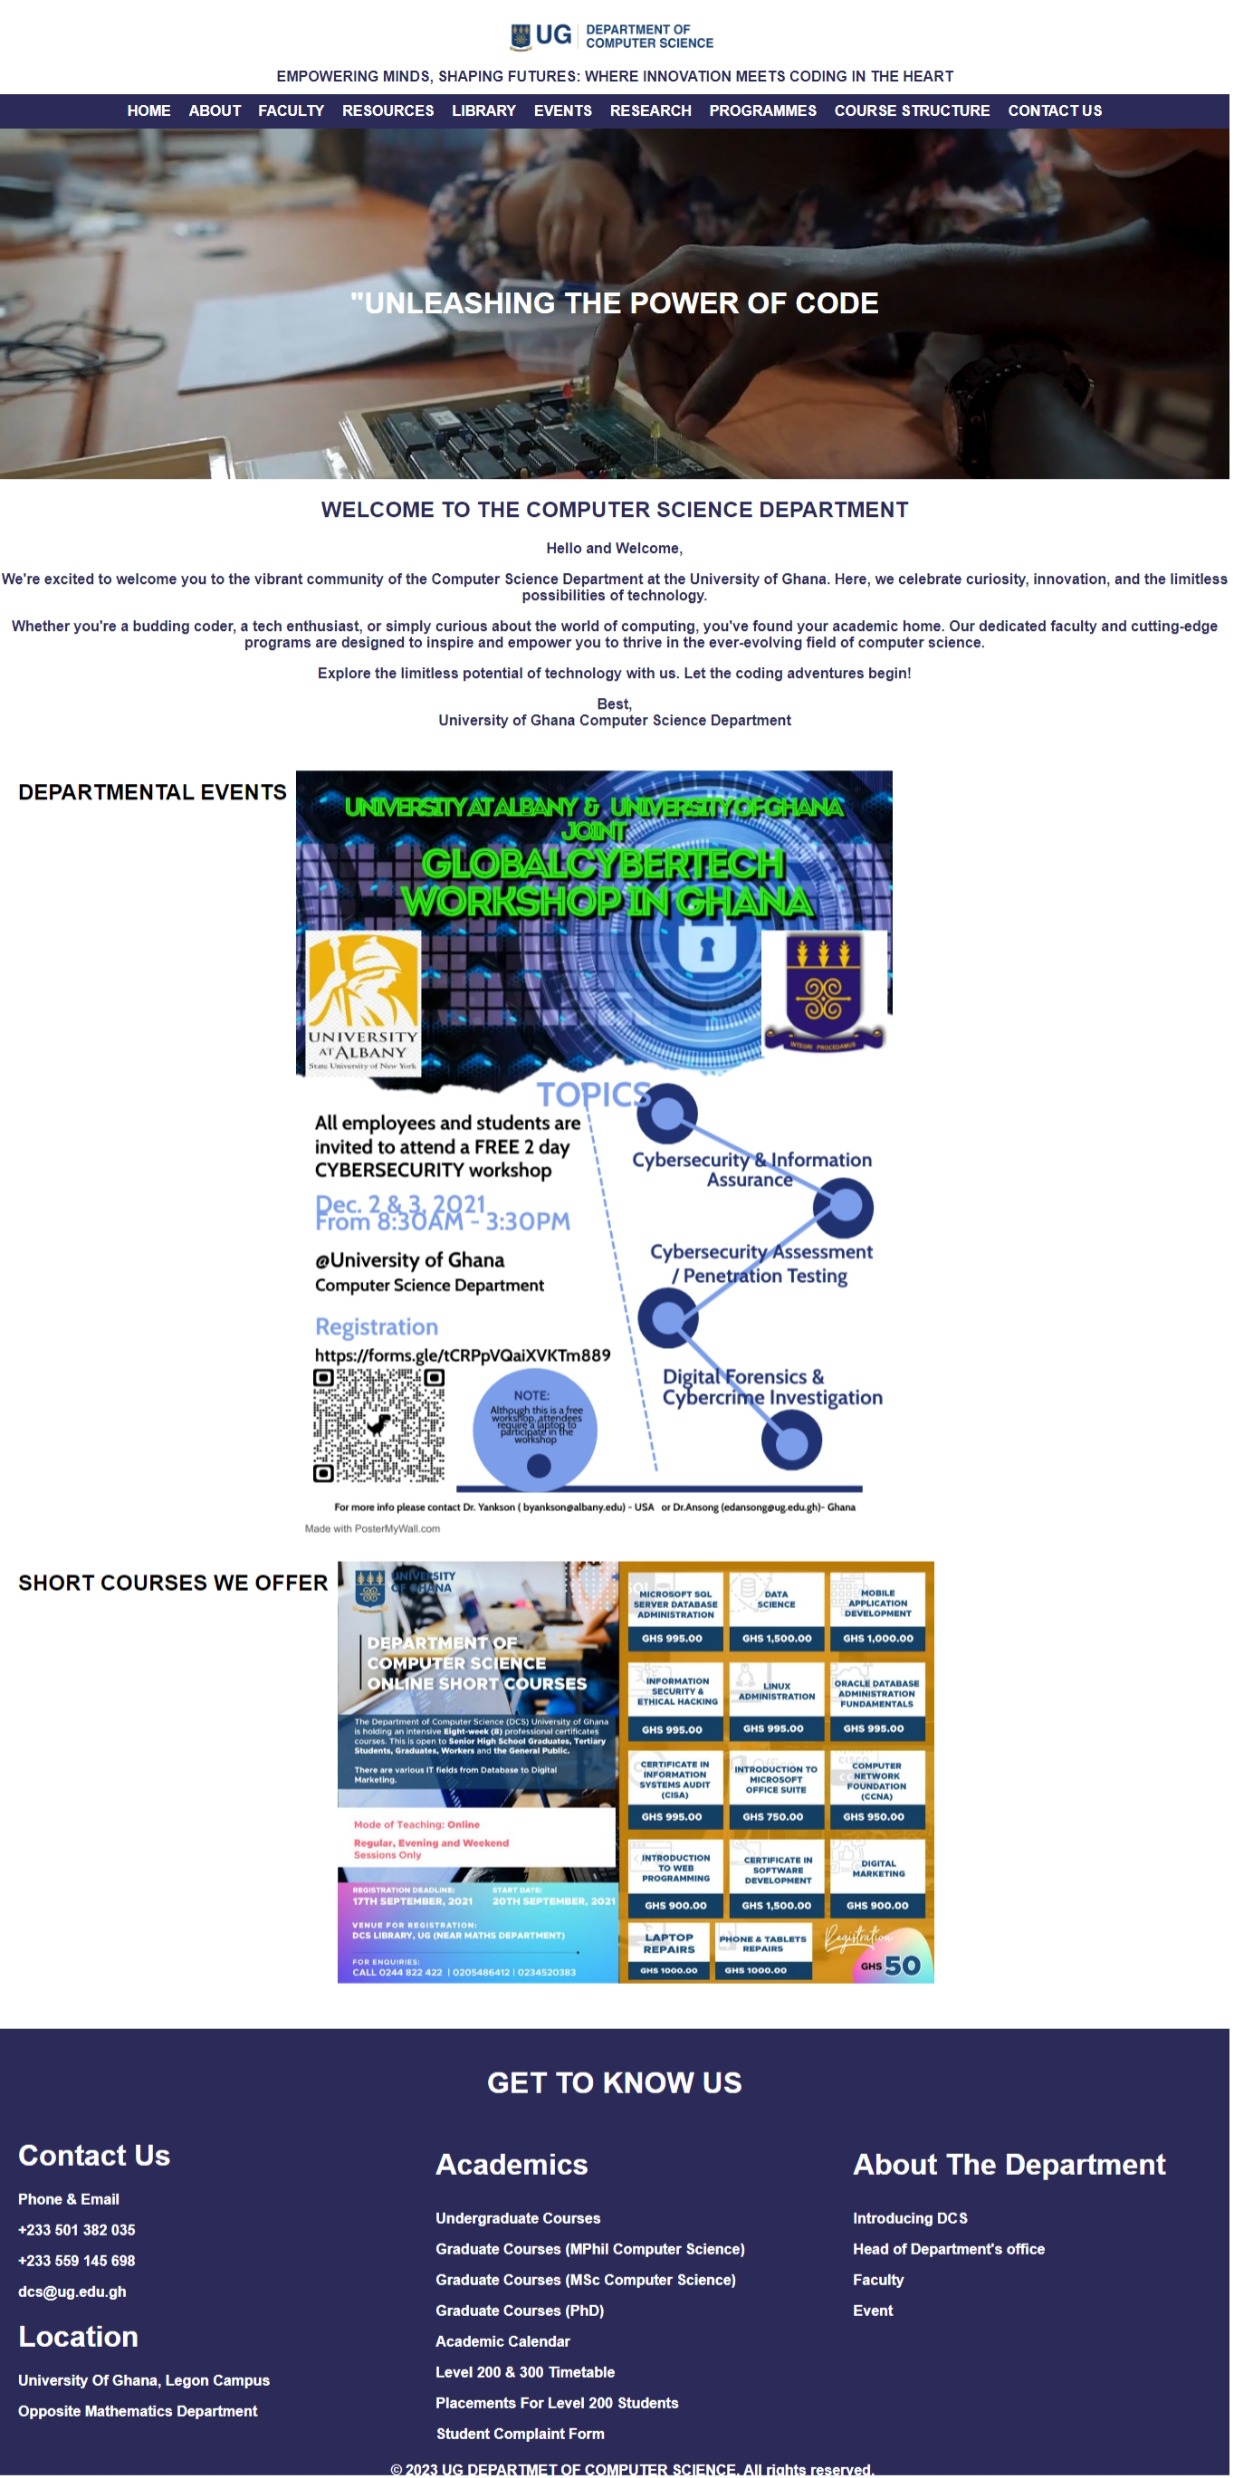 UG DEPARTMENT OF
COMPUTER SCIENCE
EMPOWERING MINDS, SHAPING FUTURES: WHERE INNOVATION MEETS CODING IN THE HEART
HOME ABOUT FACULTY RESOURCES LIBRARY EVENTS RESEARCH PROGRAMMES COURSE STRUCTURE CONTACT US
"UNLEASHING THE POWER OF CODE
WELCOME TO THE COMPUTER SCIENCE DEPARTMENT
Hello and Welcome,
We're excited to welcome you to the vibrant community of the Computer Science Department at the University of Ghana. Here, we celebrate curiosity, innovation, and the limitless
possibilities of technology.
Whether you're a budding coder, a tech enthusiast, or simply curious about the world of computing, you've found your academic home. Our dedicated faculty and cutting-edge
programs are designed to inspire and empower you to thrive in the ever-evolving field of computer science.
Explore the limitless potential of technology with us. Let the coding adventures begin!
Best,
University of Ghana Computer Science Department
DEPARTMENTAL EVENTS
UNIVERSITY AT ALBANY & UNIVERSITY OF GHANA
JOINT
GLOBALCYBERTECH
WORKSHOP IN GHANA
UNIVERSITY
AT ALBANY
State University of New York
INTEGRI PROCEDAMUS
TOPICS
All employees and students are
invited to attend a FREE 2 day
CYBERSECURITY workshop
Dec. 2 & 3, 2021
From 8:30AM - 3:30PM
@University of Ghana
Computer Science Department
Registration
https://forms.gle/tCRPpVQaiXVKTm889
NOTE:
Although this is a free
workshop, attendees
require a laptop to
participate in the
workshop
Cybersecurity & Information
Assurance
Cybersecurity Assessment
/ Penetration Testing
Digital Forensics &
Cybercrime Investigation
For more info please contact Dr. Yankson ( byankson@albany.edu) - USA or Dr.Ansong (edansong@ug.edu.gh)- Ghana
Made with PosterMyWall.com
SHORT COURSES WE OFFER
UNIVERSITY
OF GHANA
DEPARTMENT OF
COMPUTER SCIENCE
ONLINE SHORT COURSES
The Department of Computer Science (DCS) University of Ghana
is holding an intensive Eight-week (8) professional certificates
courses. This is open to Senior High School Graduates, Tertiary
Students, Graduates, Workers and the General Public.
There are various IT fields from Database to Digital
Marketing.
Mode of Teaching: Online
Regular, Evening and Weekend
Sessions Only
REGISTRATION DEADLINE: START DATE:
17TH SEPTEMBER, 2021 20TH SEPTEMBER, 2021
VENUE FOR REGISTRATION:
DCS LIBRARY, UG (NEAR MATHS DEPARTMENT)
FOR ENQUIRIES:
CALL 0244 822 422 | 0205486412 | 0234520383
MICROSOFT SQL
SERVER DATABASE
ADMINISTRATION
GHS 995.00
DATA
SCIENCE
GHS 1,500.00
MOBILE
APPLICATION
DEVELOPMENT
GHS 1,000.00
INFORMATION
SECURITY &
ETHICAL HACKING
GHS 995.00
LINUX
ADMINISTRATION
GHS 995.00
ORACLE DATABASE
ADMINISTRATION
FUNDAMENTALS
GHS 995.00
CERTIFICATE IN
INFORMATION
SYSTEMS AUDIT
(CISA)
GHS 995.00
INTRODUCTION TO
MICROSOFT
OFFICE SUITE
GHS 750.00
COMPUTER
NETWORK
FOUNDATION
(CCNA)
GHS 950.00
INTRODUCTION
TO WEB
PROGRAMMING
GHS 900.00
CERTIFICATE IN
SOFTWARE
DEVELOPMENT
GHS 1,500.00
DIGITAL
MARKETING
GHS 900.00
LAPTOP
REPAIRS
GHS 1000.00
PHONE & TABLETS
REPAIRS
GHS 1000.00
Registration
GHS 50
GET TO KNOW US
Contact Us
Phone & Email
+233 501 382 035
+233 559 145 698
dcs@ug.edu.gh
Location
University Of Ghana, Legon Campus
Opposite Mathematics Department
Academics
Undergraduate Courses
Graduate Courses (MPhil Computer Science)
Graduate Courses (MSc Computer Science)
Graduate Courses (PhD)
Academic Calendar
Level 200 & 300 Timetable
Placements For Level 200 Students
Student Complaint Form
About The Department
Introducing DCS
Head of Department's office
Faculty
Event
© 2023 UG DEPARTMET OF COMPUTER SCIENCE. All rights reserved.